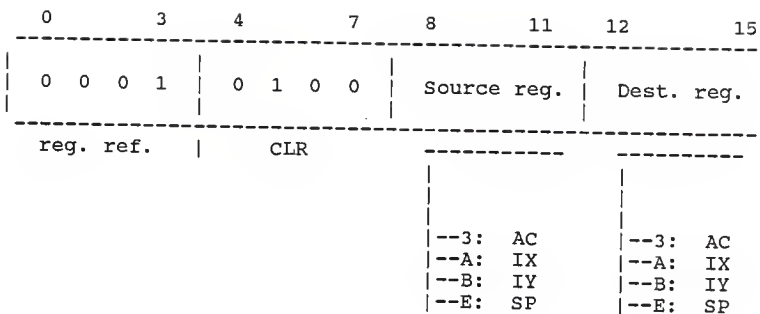 0 3 4 7 8 11 12 15
0 0 0 1 | 0 1 0 0 | Source reg. | Dest. reg.
reg. ref. | CLR
|--3: AC |--3: AC
|--A: IX |--A: IX
|--B: IY |--B: IY
|--E: SP |--E: SP